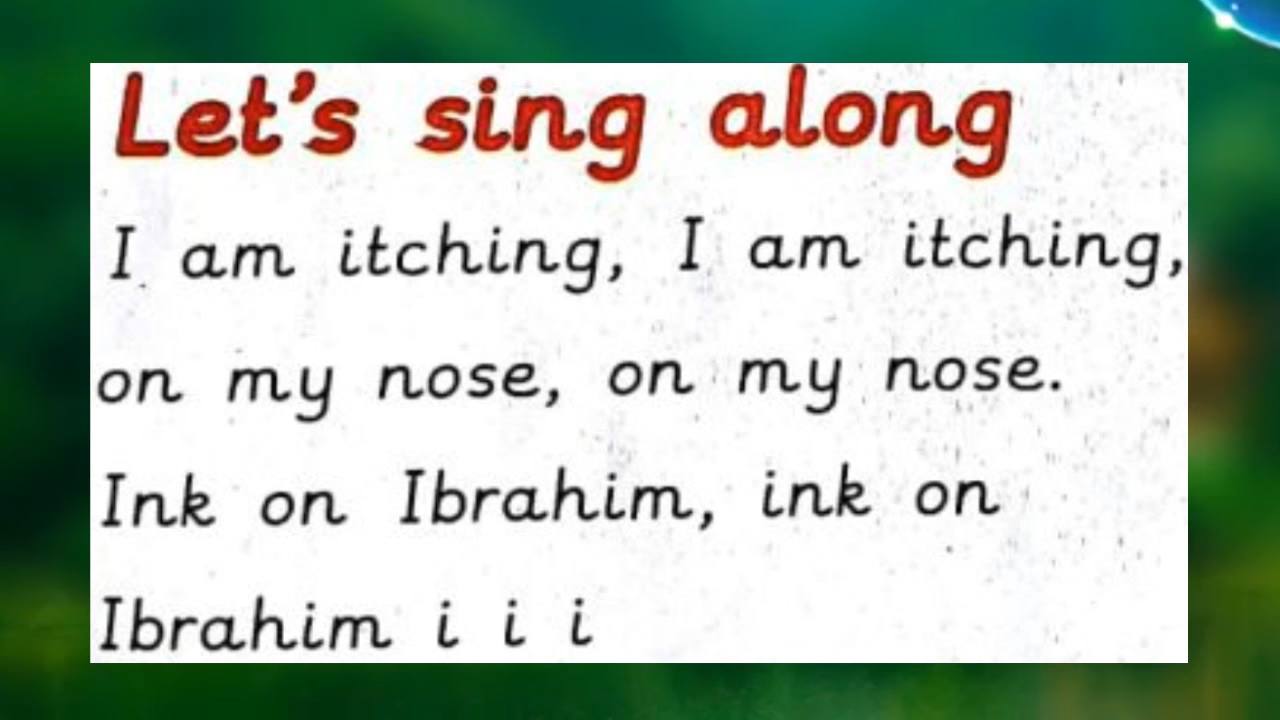 Let's sing along
I am itching, I am itching,
on my nose, on my nose.
Ink on Ibrahim, ink on
Ibrahim i i i